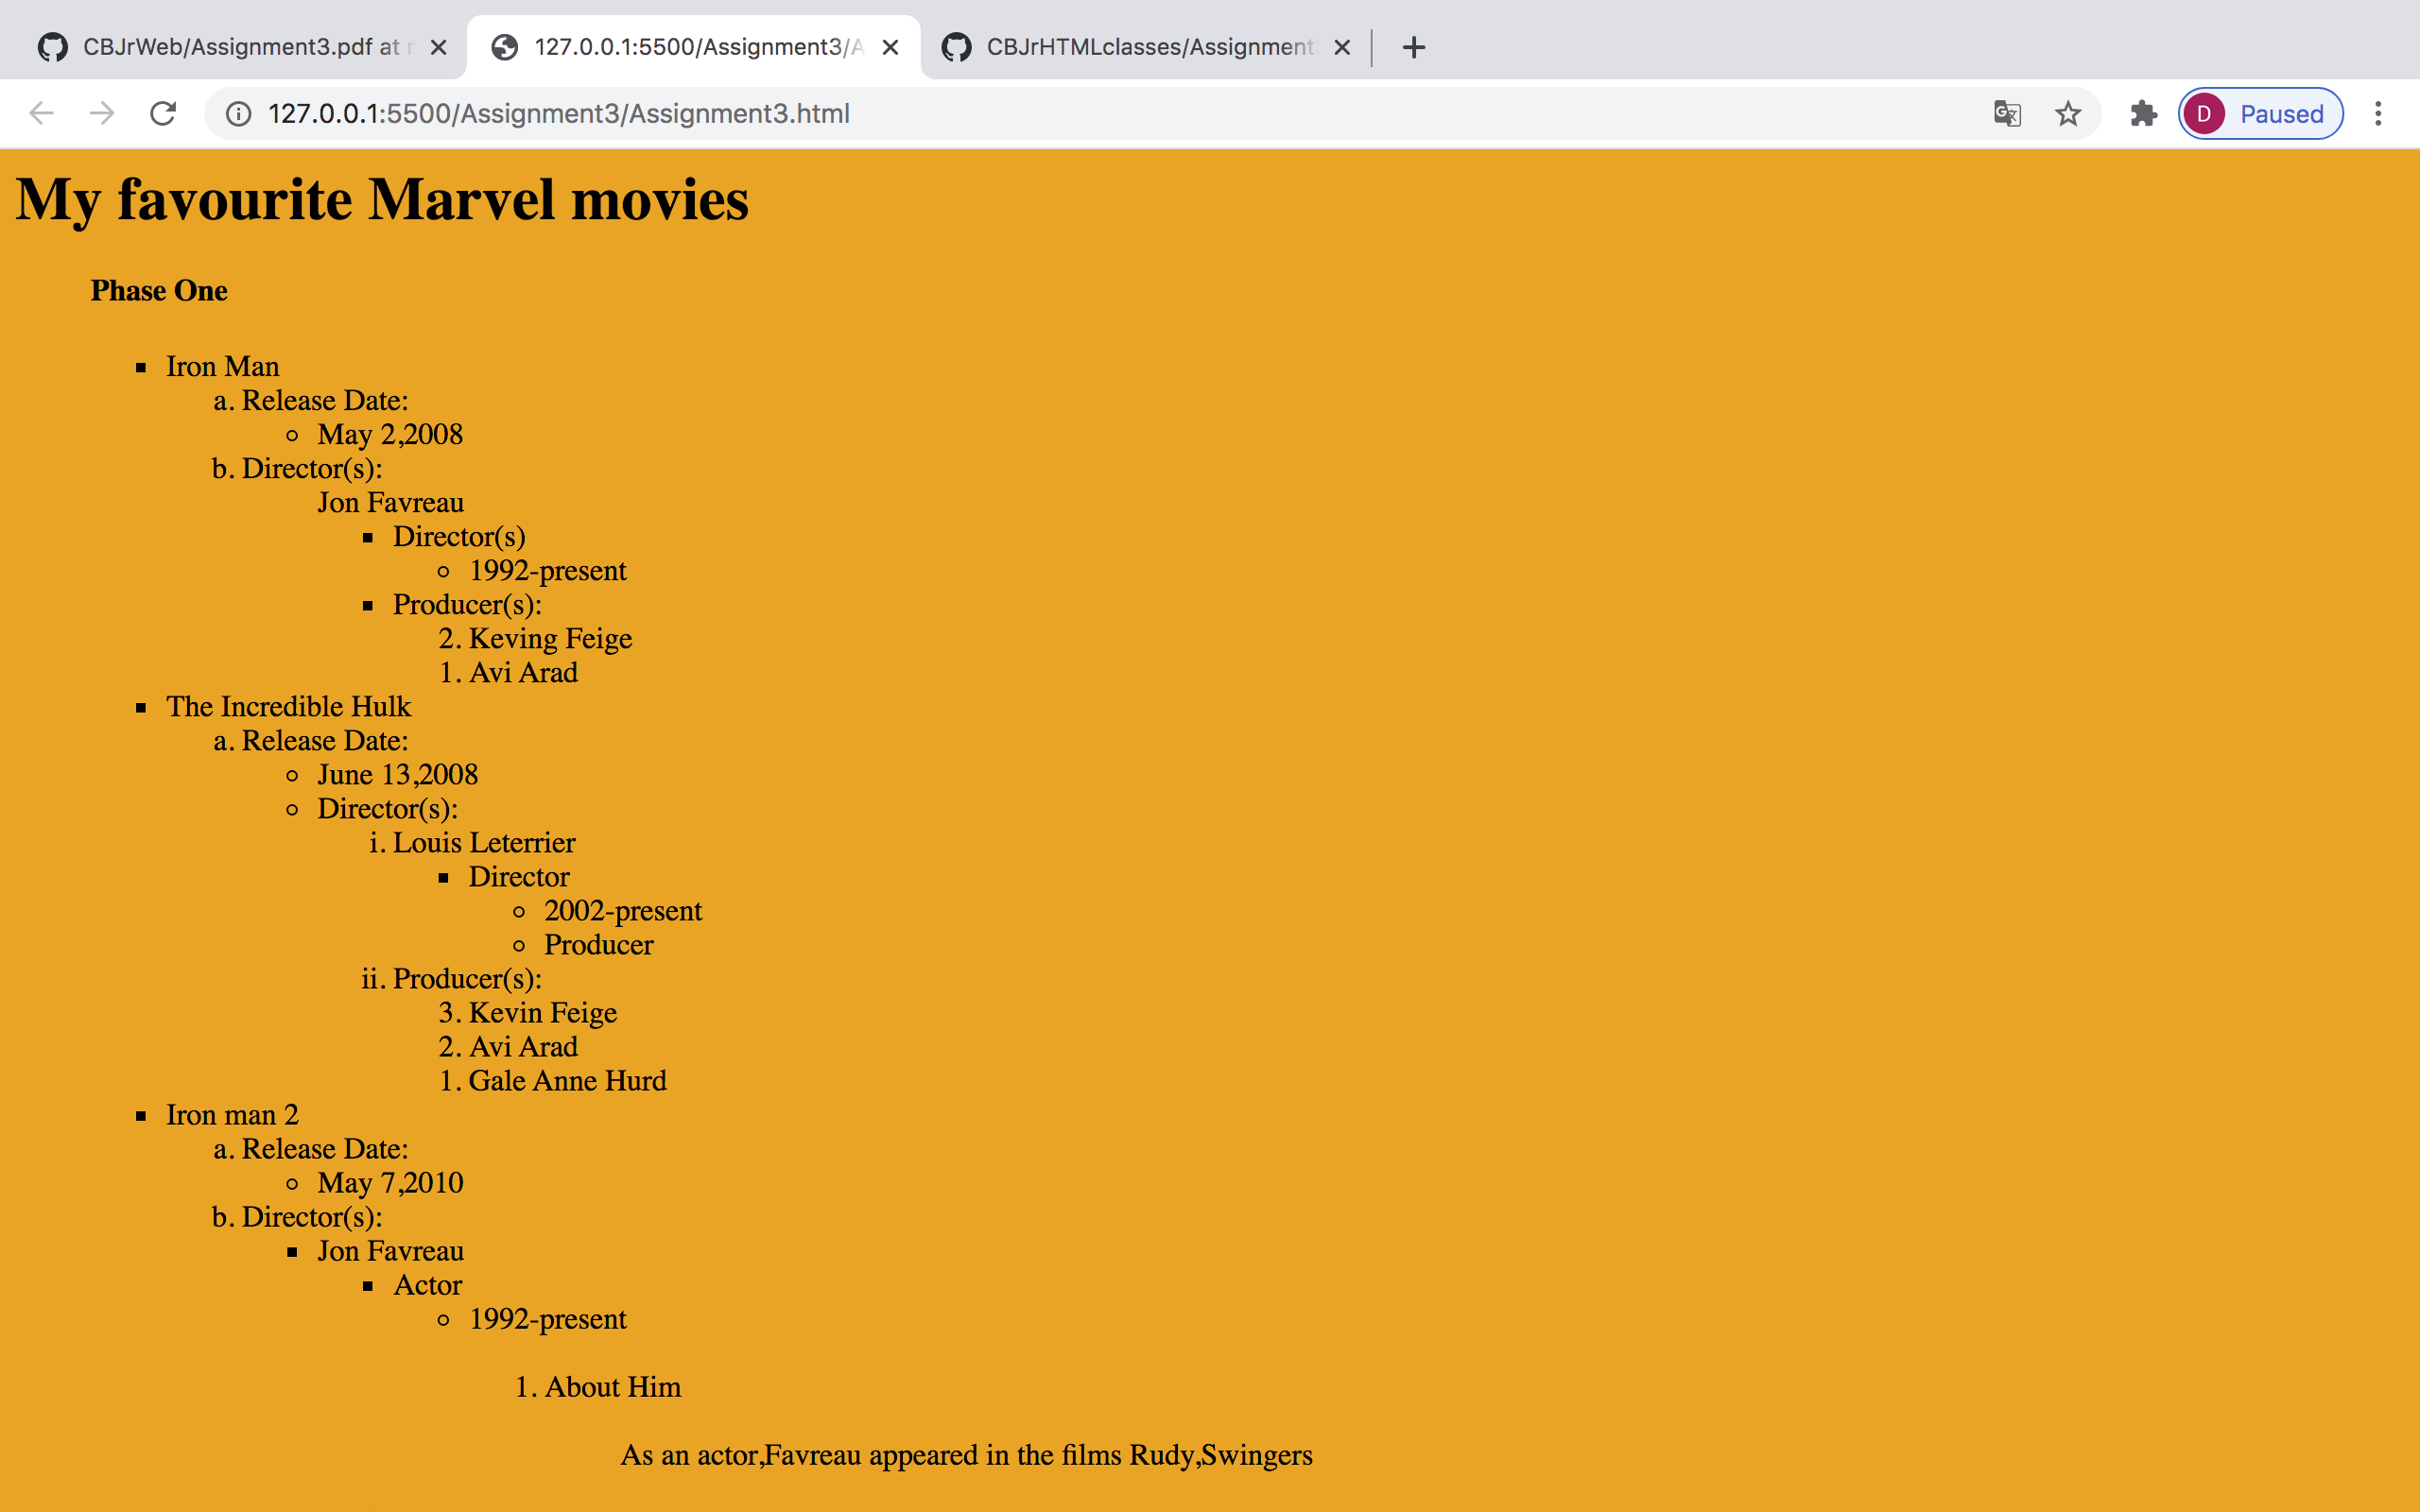 CBJrWeb/Assignment3.pdf at
127.0.0.1:5500/Assignment3/A
CBJrHTMLclasses/Assignment
127.0.0.1:5500/Assignment3/Assignment3.html
D Paused
My favourite Marvel movies
Phase One
▪ Iron Man
a. Release Date:
○ May 2,2008
b. Director(s):
Jon Favreau
▪ Director(s)
○ 1992-present
▪ Producer(s):
2. Keving Feige
1. Avi Arad
▪ The Incredible Hulk
a. Release Date:
○ June 13,2008
○ Director(s):
i. Louis Leterrier
▪ Director
○ 2002-present
○ Producer
ii. Producer(s):
3. Kevin Feige
2. Avi Arad
1. Gale Anne Hurd
▪ Iron man 2
a. Release Date:
○ May 7,2010
b. Director(s):
▪ Jon Favreau
▪ Actor
○ 1992-present
1. About Him
As an actor,Favreau appeared in the films Rudy,Swingers